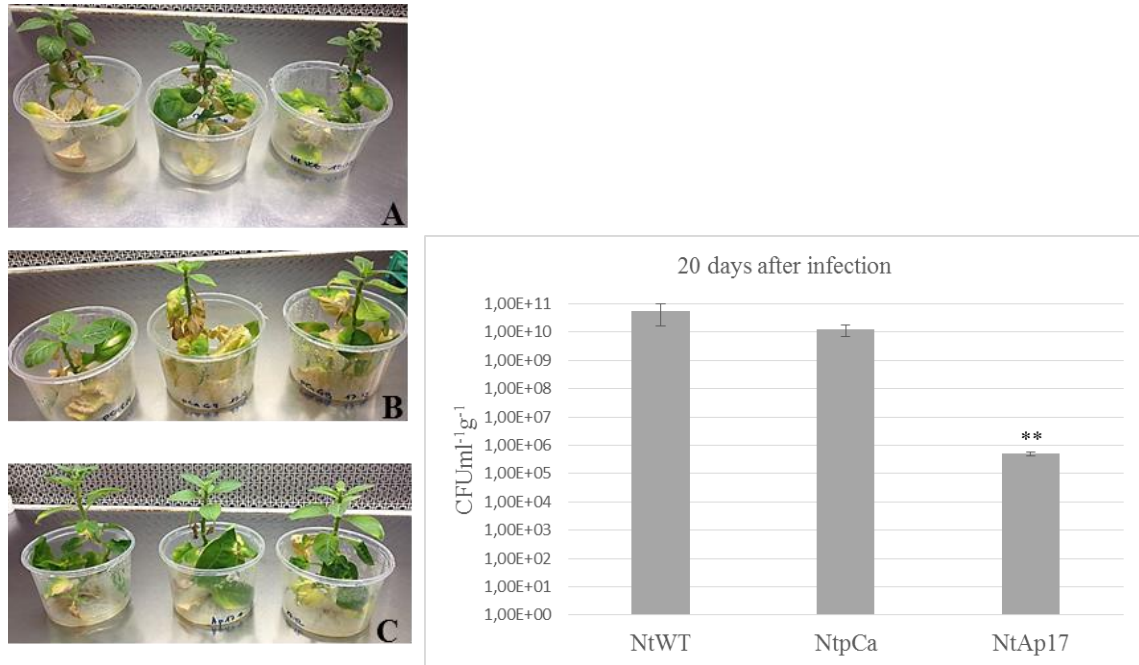 A
B
C
20 days after infection
1,00E+11
1,00E+10
1,00E+09
1,00E+08
1,00E+07
1,00E+06
1,00E+05
1,00E+04
1,00E+03
1,00E+02
1,00E+01
1,00E+00
CFUml⁻¹g⁻¹
**
NtWT
NtpCa
NtAp17